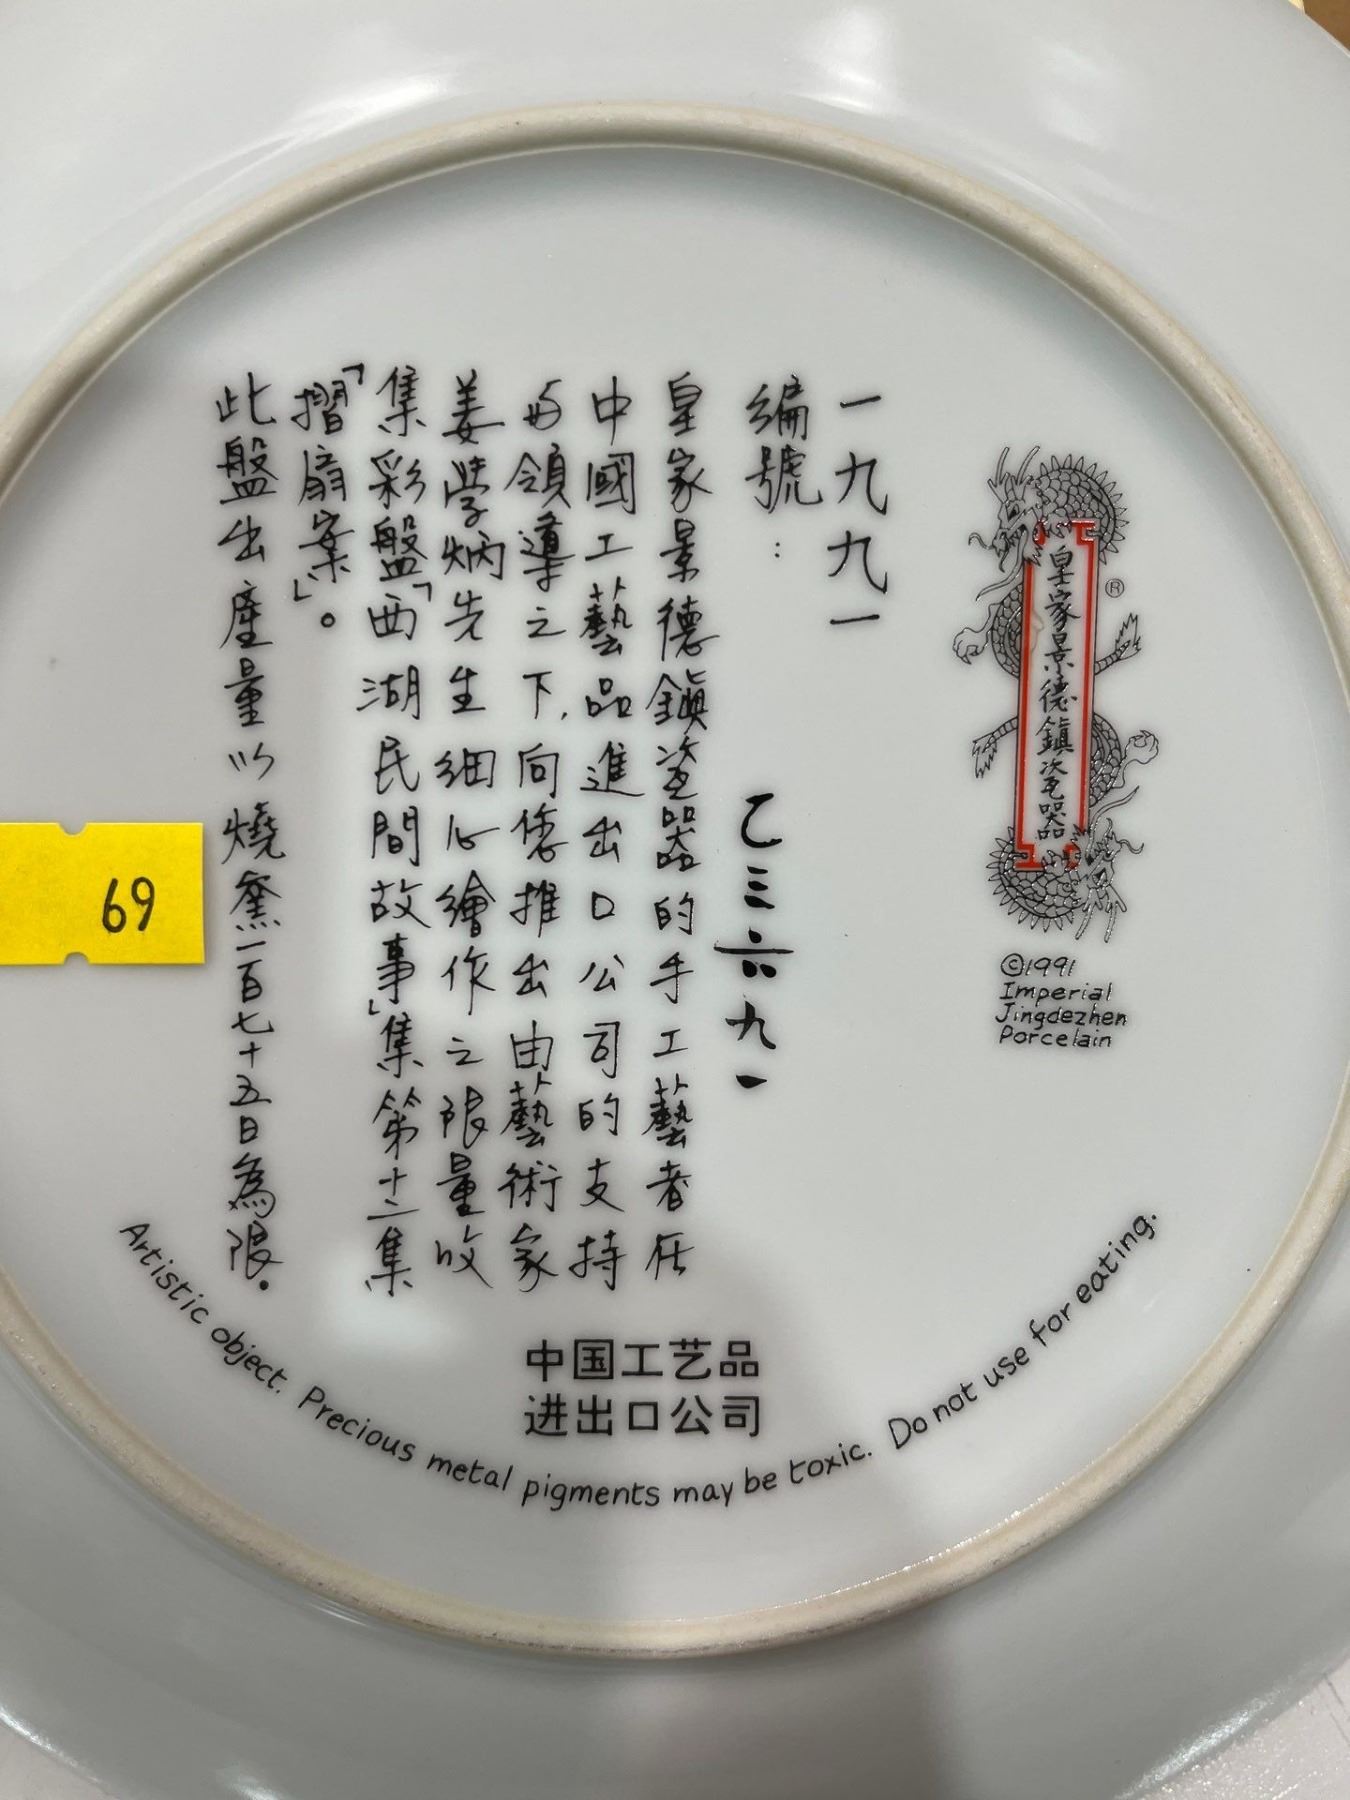 皇家景德鎮瓷器
®
©1991
Imperial
Jingdezhen
Porcelain
一九九一
編號：
乙三六九一
皇家景德鎮瓷器的手工藝者在
中國工藝品進出口公司的支持
与領導之下,向您推出由藝術家
姜学炳先生細心繪作之限量收
集彩盤「西湖民間故事」集第十二集
「摺扇案」。
此盤出產量以燒窯一百七十五日為限.
中国工艺品
进出口公司
Artistic object. Precious metal pigments may be toxic. Do not use for eating.
69